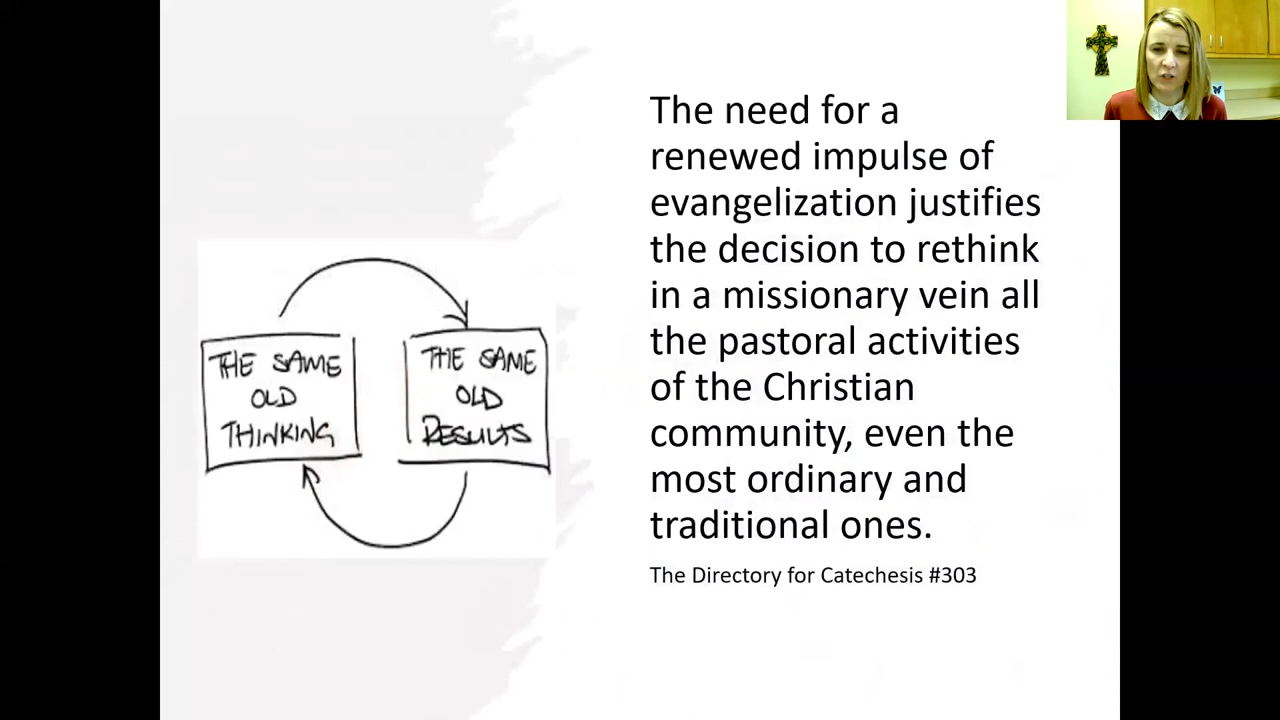 THE SAME
OLD
THINKING
THE SAME
OLD
RESULTS
The need for a
renewed impulse of
evangelization justifies
the decision to rethink
in a missionary vein all
the pastoral activities
of the Christian
community, even the
most ordinary and
traditional ones.
The Directory for Catechesis #303